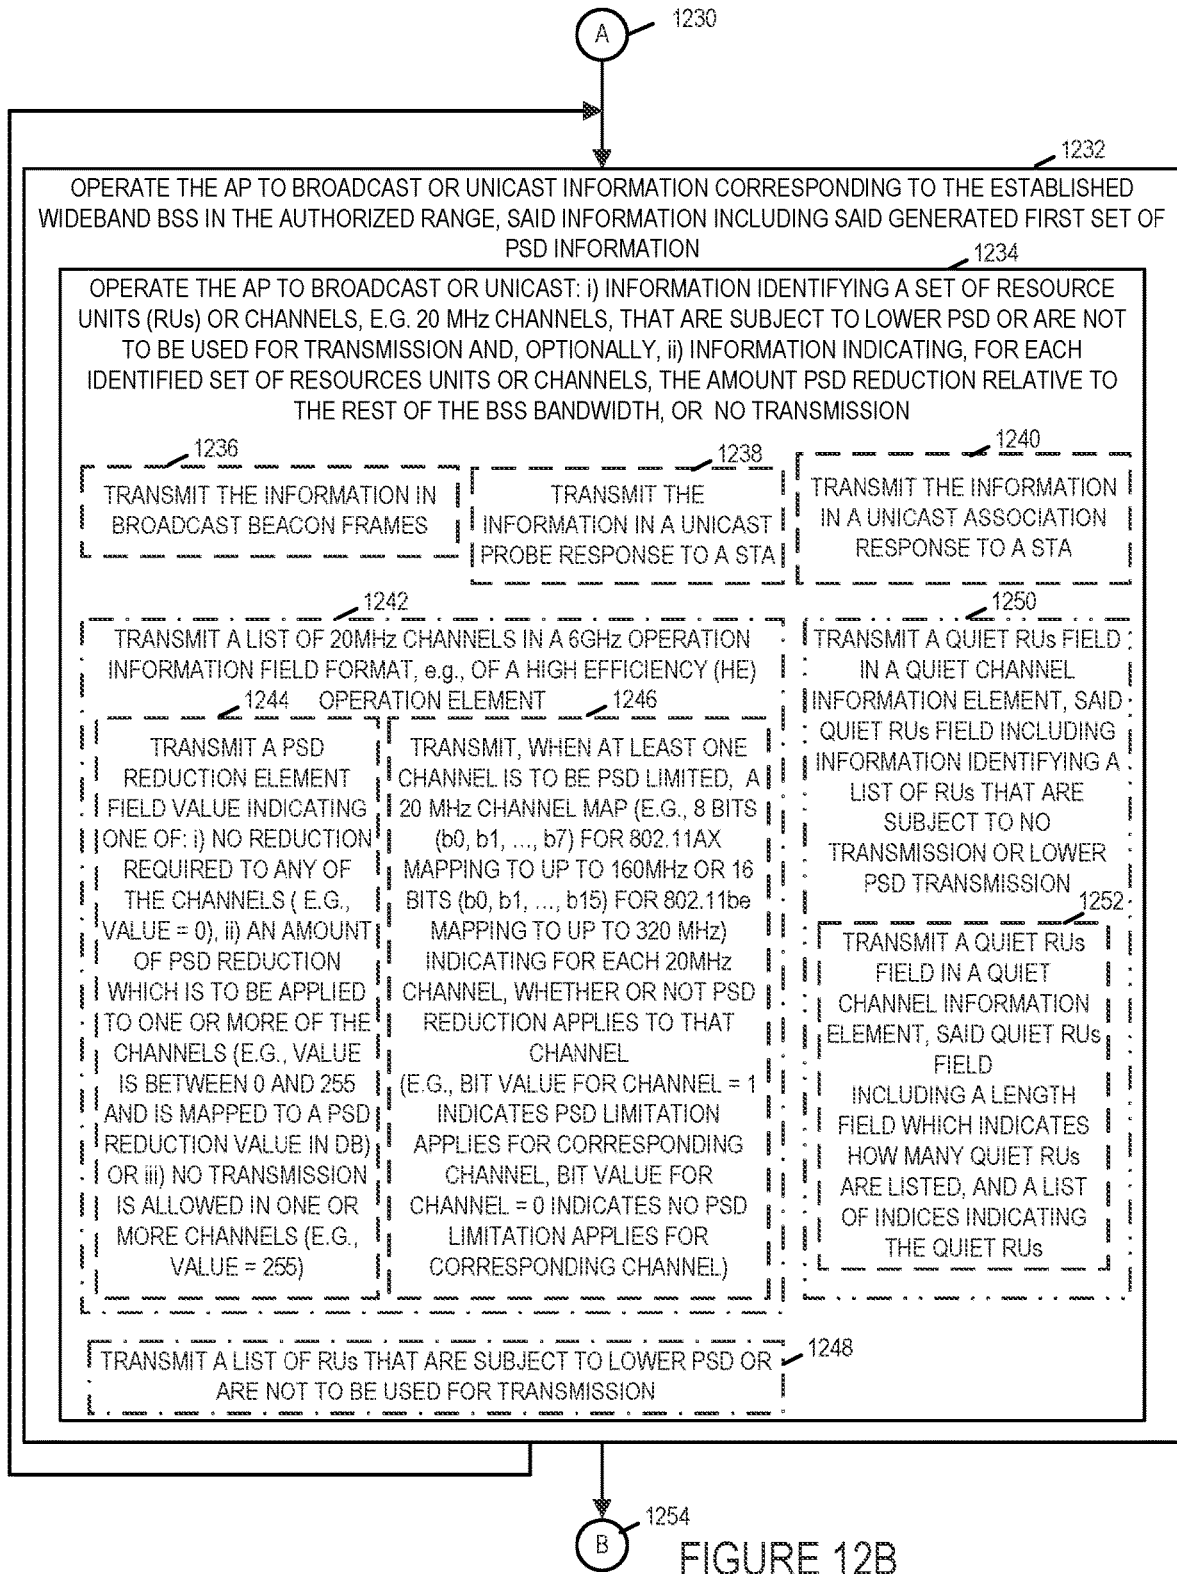 A
1230
1232
OPERATE THE AP TO BROADCAST OR UNICAST INFORMATION CORRESPONDING TO THE ESTABLISHED
WIDEBAND BSS IN THE AUTHORIZED RANGE, SAID INFORMATION INCLUDING SAID GENERATED FIRST SET OF
PSD INFORMATION
1234
OPERATE THE AP TO BROADCAST OR UNICAST: i) INFORMATION IDENTIFYING A SET OF RESOURCE
UNITS (RUs) OR CHANNELS, E.G. 20 MHz CHANNELS, THAT ARE SUBJECT TO LOWER PSD OR ARE NOT
TO BE USED FOR TRANSMISSION AND, OPTIONALLY, ii) INFORMATION INDICATING, FOR EACH
IDENTIFIED SET OF RESOURCES UNITS OR CHANNELS, THE AMOUNT PSD REDUCTION RELATIVE TO
THE REST OF THE BSS BANDWIDTH, OR NO TRANSMISSION
1236
TRANSMIT THE INFORMATION IN
BROADCAST BEACON FRAMES
1238
TRANSMIT THE
INFORMATION IN A UNICAST
PROBE RESPONSE TO A STA
1240
TRANSMIT THE INFORMATION
IN A UNICAST ASSOCIATION
RESPONSE TO A STA
1242
TRANSMIT A LIST OF 20MHz CHANNELS IN A 6GHz OPERATION
INFORMATION FIELD FORMAT, e.g., OF A HIGH EFFICIENCY (HE)
OPERATION ELEMENT
1244
TRANSMIT A PSD
REDUCTION ELEMENT
FIELD VALUE INDICATING
ONE OF: i) NO REDUCTION
REQUIRED TO ANY OF
THE CHANNELS ( E.G.,
VALUE = 0), ii) AN AMOUNT
OF PSD REDUCTION
WHICH IS TO BE APPLIED
TO ONE OR MORE OF THE
CHANNELS (E.G., VALUE
IS BETWEEN 0 AND 255
AND IS MAPPED TO A PSD
REDUCTION VALUE IN DB)
OR iii) NO TRANSMISSION
IS ALLOWED IN ONE OR
MORE CHANNELS (E.G.,
VALUE = 255)
1246
TRANSMIT, WHEN AT LEAST ONE
CHANNEL IS TO BE PSD LIMITED, A
20 MHz CHANNEL MAP (E.G., 8 BITS
(b0, b1, ..., b7) FOR 802.11AX
MAPPING TO UP TO 160MHz OR 16
BITS (b0, b1, ..., b15) FOR 802.11be
MAPPING TO UP TO 320 MHz)
INDICATING FOR EACH 20MHz
CHANNEL, WHETHER OR NOT PSD
REDUCTION APPLIES TO THAT
CHANNEL
(E.G., BIT VALUE FOR CHANNEL = 1
INDICATES PSD LIMITATION
APPLIES FOR CORRESPONDING
CHANNEL, BIT VALUE FOR
CHANNEL = 0 INDICATES NO PSD
LIMITATION APPLIES FOR
CORRESPONDING CHANNEL)
1250
TRANSMIT A QUIET RUs FIELD
IN A QUIET CHANNEL
INFORMATION ELEMENT, SAID
QUIET RUs FIELD INCLUDING
INFORMATION IDENTIFYING A
LIST OF RUs THAT ARE
SUBJECT TO NO
TRANSMISSION OR LOWER
PSD TRANSMISSION
1252
TRANSMIT A QUIET RUs
FIELD IN A QUIET
CHANNEL INFORMATION
ELEMENT, SAID QUIET RUs
FIELD
INCLUDING A LENGTH
FIELD WHICH INDICATES
HOW MANY QUIET RUs
ARE LISTED, AND A LIST
OF INDICES INDICATING
THE QUIET RUs
1248
TRANSMIT A LIST OF RUs THAT ARE SUBJECT TO LOWER PSD OR
ARE NOT TO BE USED FOR TRANSMISSION
1254
B
FIGURE 12B